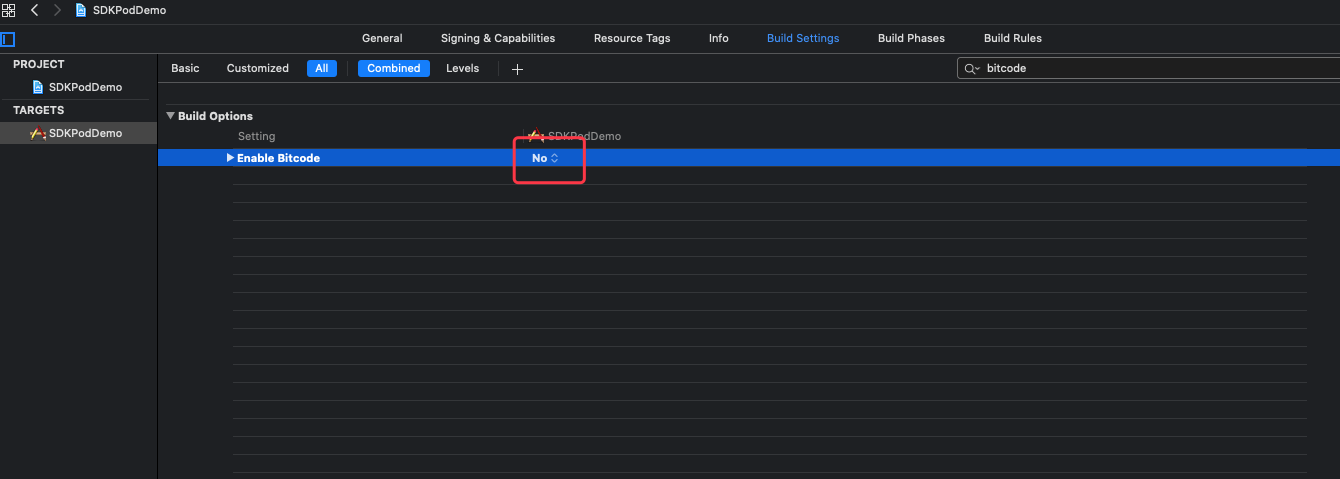 SDKPodDemo
General Signing & Capabilities Resource Tags Info Build Settings Build Phases Build Rules
PROJECT
SDKPodDemo
TARGETS
SDKPodDemo
Basic Customized All Combined Levels bitcode
Build Options
Setting SDKPodDemo
Enable Bitcode No